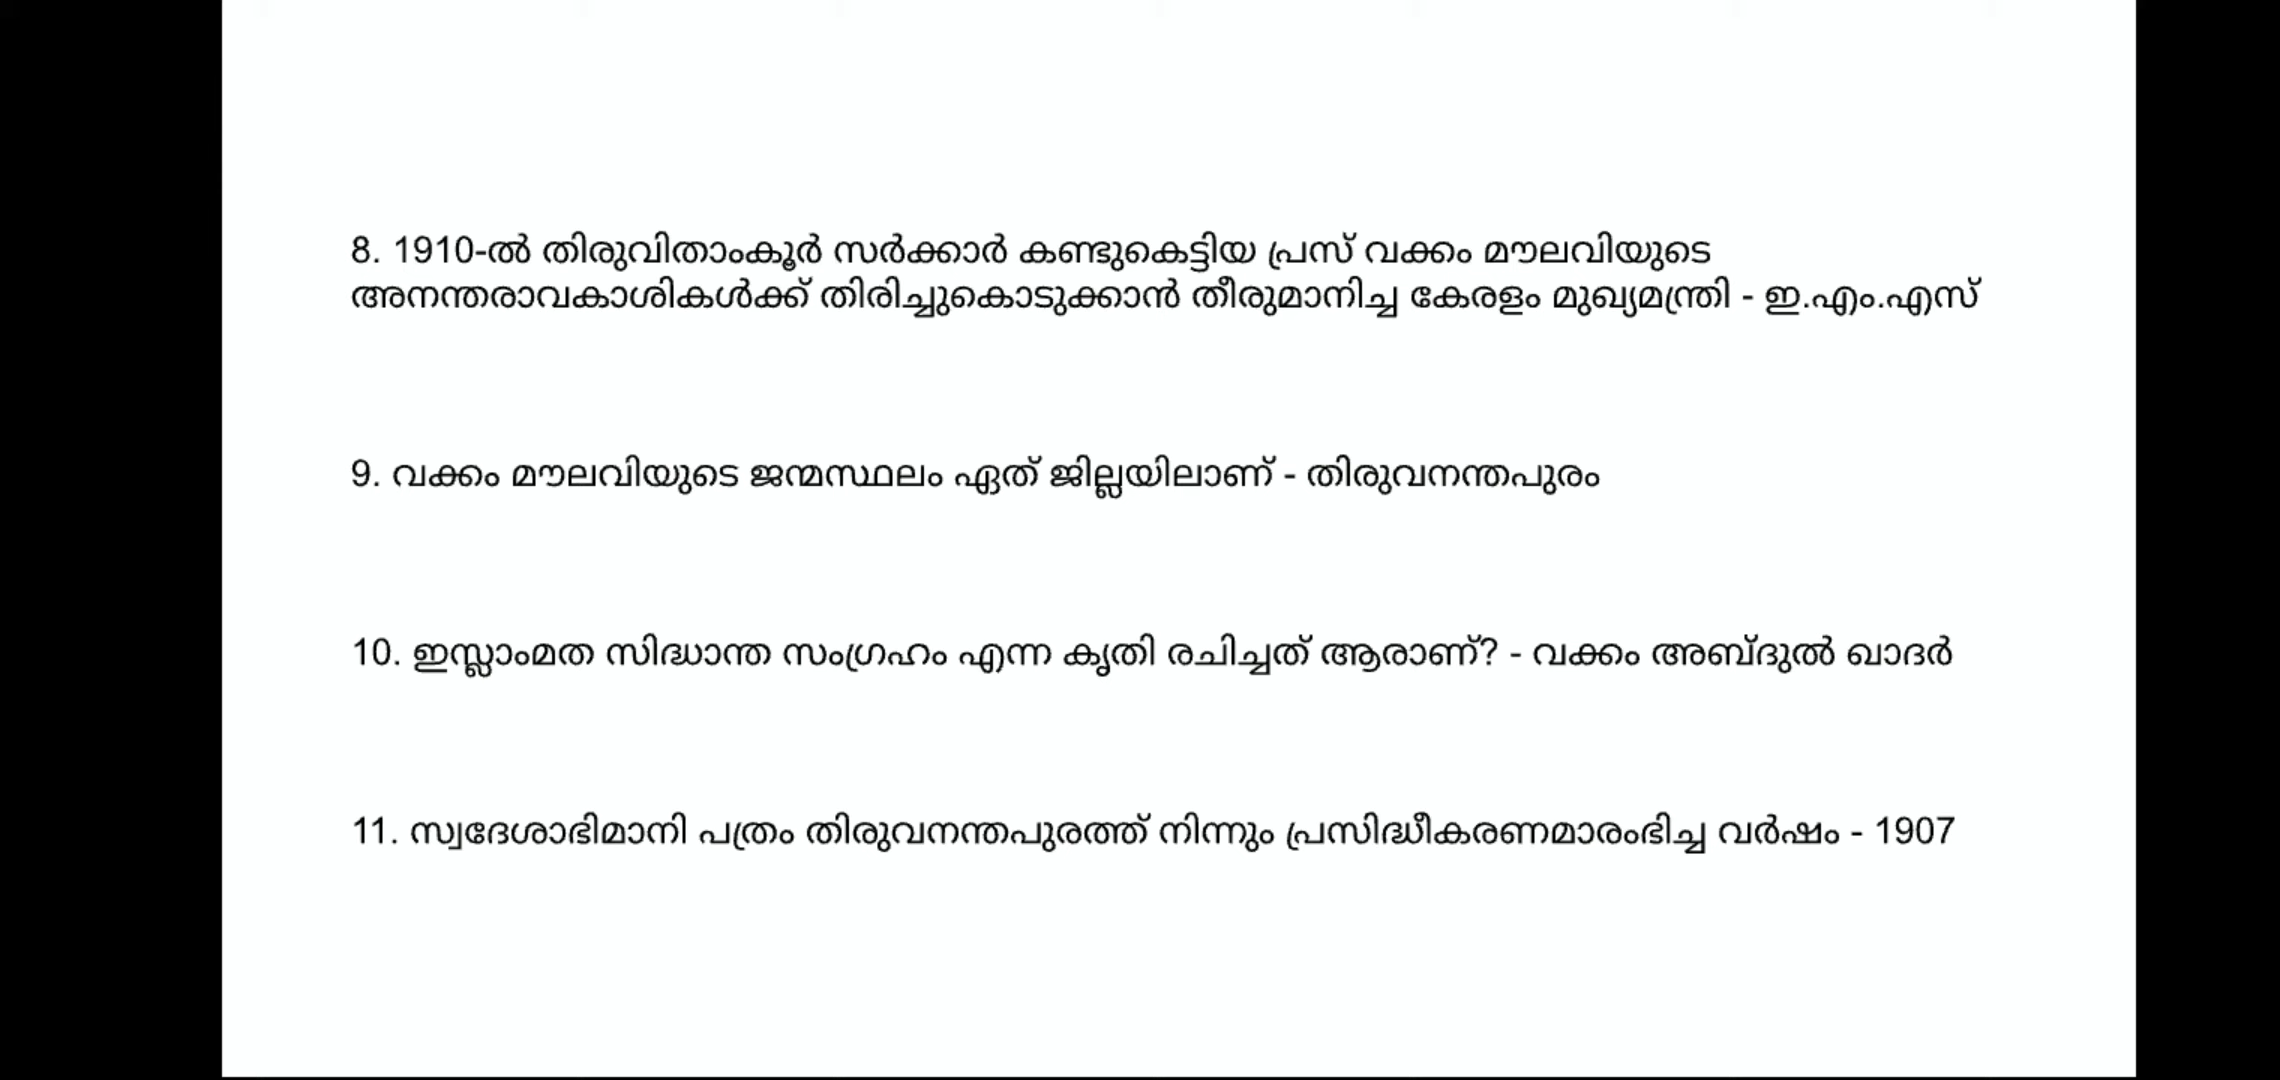 8. 1910-ൽ തിരുവിതാംകൂർ സർക്കാർ കണ്ടുകെട്ടിയ പ്രസ് വക്കം മൗലവിയുടെ
അനന്തരാവകാശികൾക്ക് തിരിച്ചുകൊടുക്കാൻ തീരുമാനിച്ച കേരളം മുഖ്യമന്ത്രി - ഇ.എം.എസ്
9. വക്കം മൗലവിയുടെ ജന്മസ്ഥലം ഏത് ജില്ലയിലാണ് - തിരുവനന്തപുരം
10. ഇസ്ലാംമത സിദ്ധാന്ത സംഗ്രഹം എന്ന കൃതി രചിച്ചത് ആരാണ്? - വക്കം അബ്ദുൽ ഖാദർ
11. സ്വദേശാഭിമാനി പത്രം തിരുവനന്തപുരത്ത് നിന്നും പ്രസിദ്ധീകരണമാരംഭിച്ച വർഷം - 1907